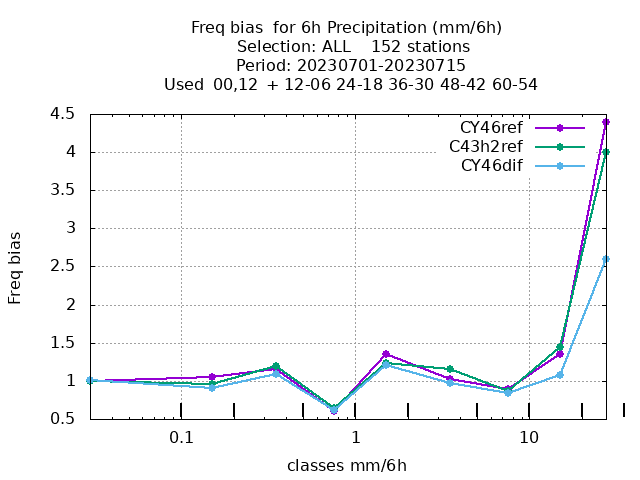 Freq bias  for 6h Precipitation (mm/6h)
Selection: ALL    152 stations
Period: 20230701-20230715
Used  00,12  + 12-06 24-18 36-30 48-42 60-54
CY46ref
C43h2ref
CY46dif
4.5
4
3.5
3
2.5
2
1.5
1
0.5
Freq bias
0.1 1 10
classes mm/6h